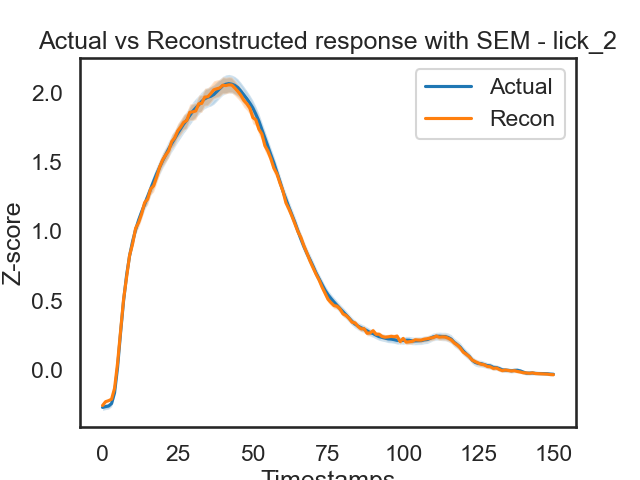 Actual vs Reconstructed response with SEM - lick_2
Actual
Recon
Z-score
2.0
1.5
1.0
0.5
0.0
0 25 50 75 100 125 150
Timestamps